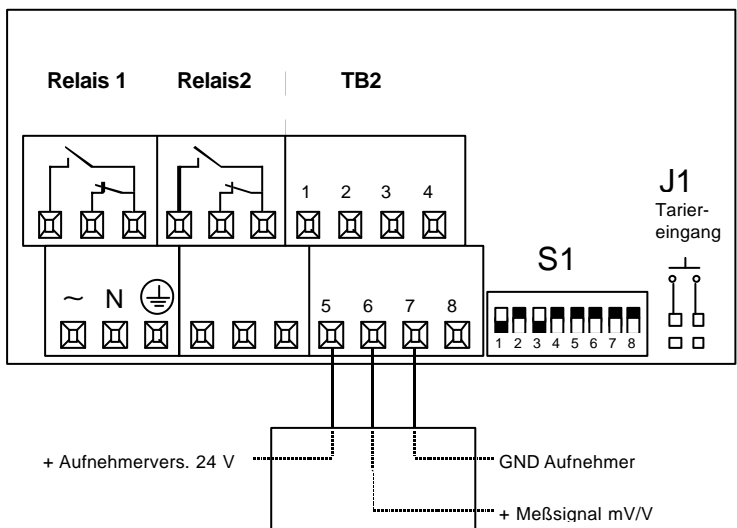 Relais 1 Relais2 TB2
1 2 3 4
J1
Tarier-
eingang
S1
~ N
5 6 7 8
1 2 3 4 5 6 7 8
+ Aufnehmervers. 24 V
GND Aufnehmer
+ Meßsignal mV/V